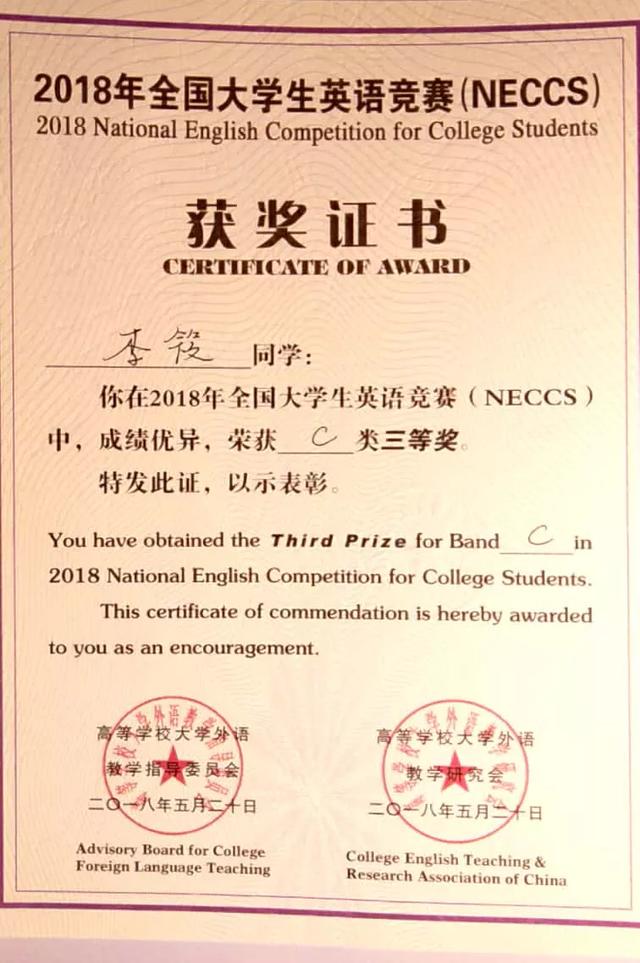 2018年全国大学生英语竞赛(NECCS)
2018 National English Competition for College Students
获奖证书
CERTIFICATE OF AWARD
李筱 同学：
你在2018年全国大学生英语竞赛（NECCS）
中，成绩优异，荣获 C 类三等奖。
特发此证，以示表彰。
You have obtained the Third Prize for Band C in
2018 National English Competition for College Students.
This certificate of commendation is hereby awarded
to you as an encouragement.
高等学校大学外语
教学指导委员会
二〇一八年五月二十日
Advisory Board for College
Foreign Language Teaching
高等学校大学外语
教学研究会
二〇一八年五月二十日
College English Teaching &
Research Association of China